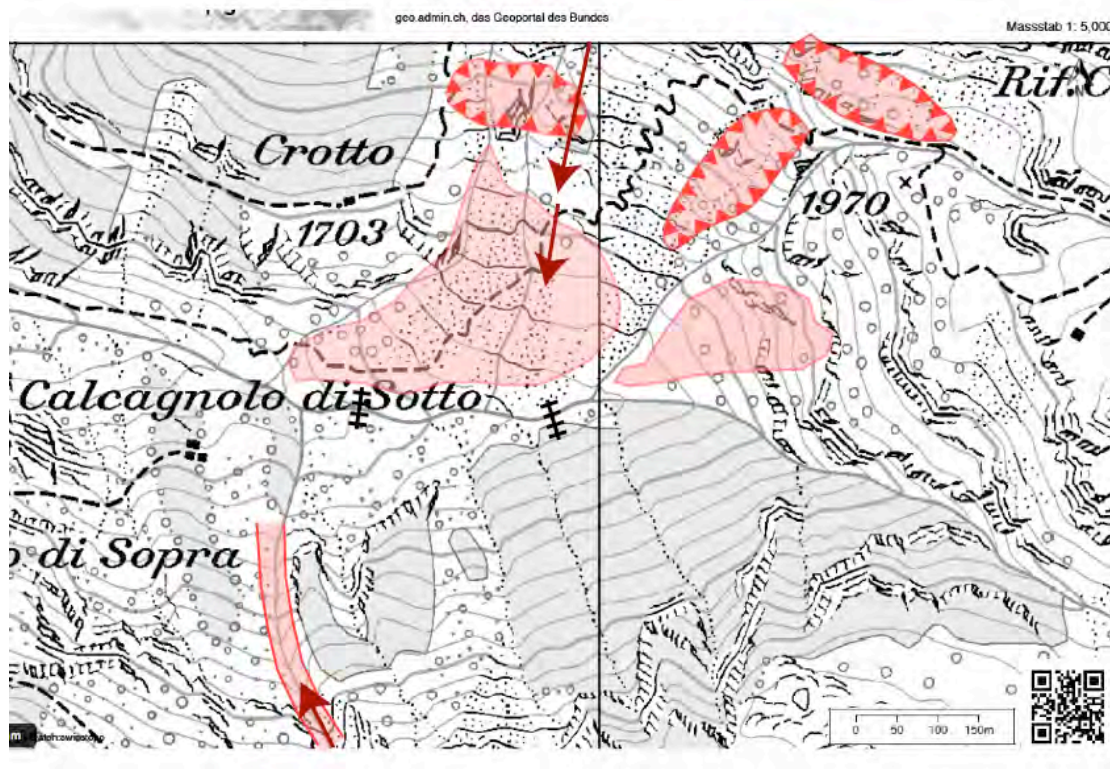 geo.admin.ch, das Geoportal des Bundes
Massstab 1: 5,000
Rif. C
Crotto
1703
1970
Calcagnolo di Sotto
o di Sopra
N
0 50 100 150m